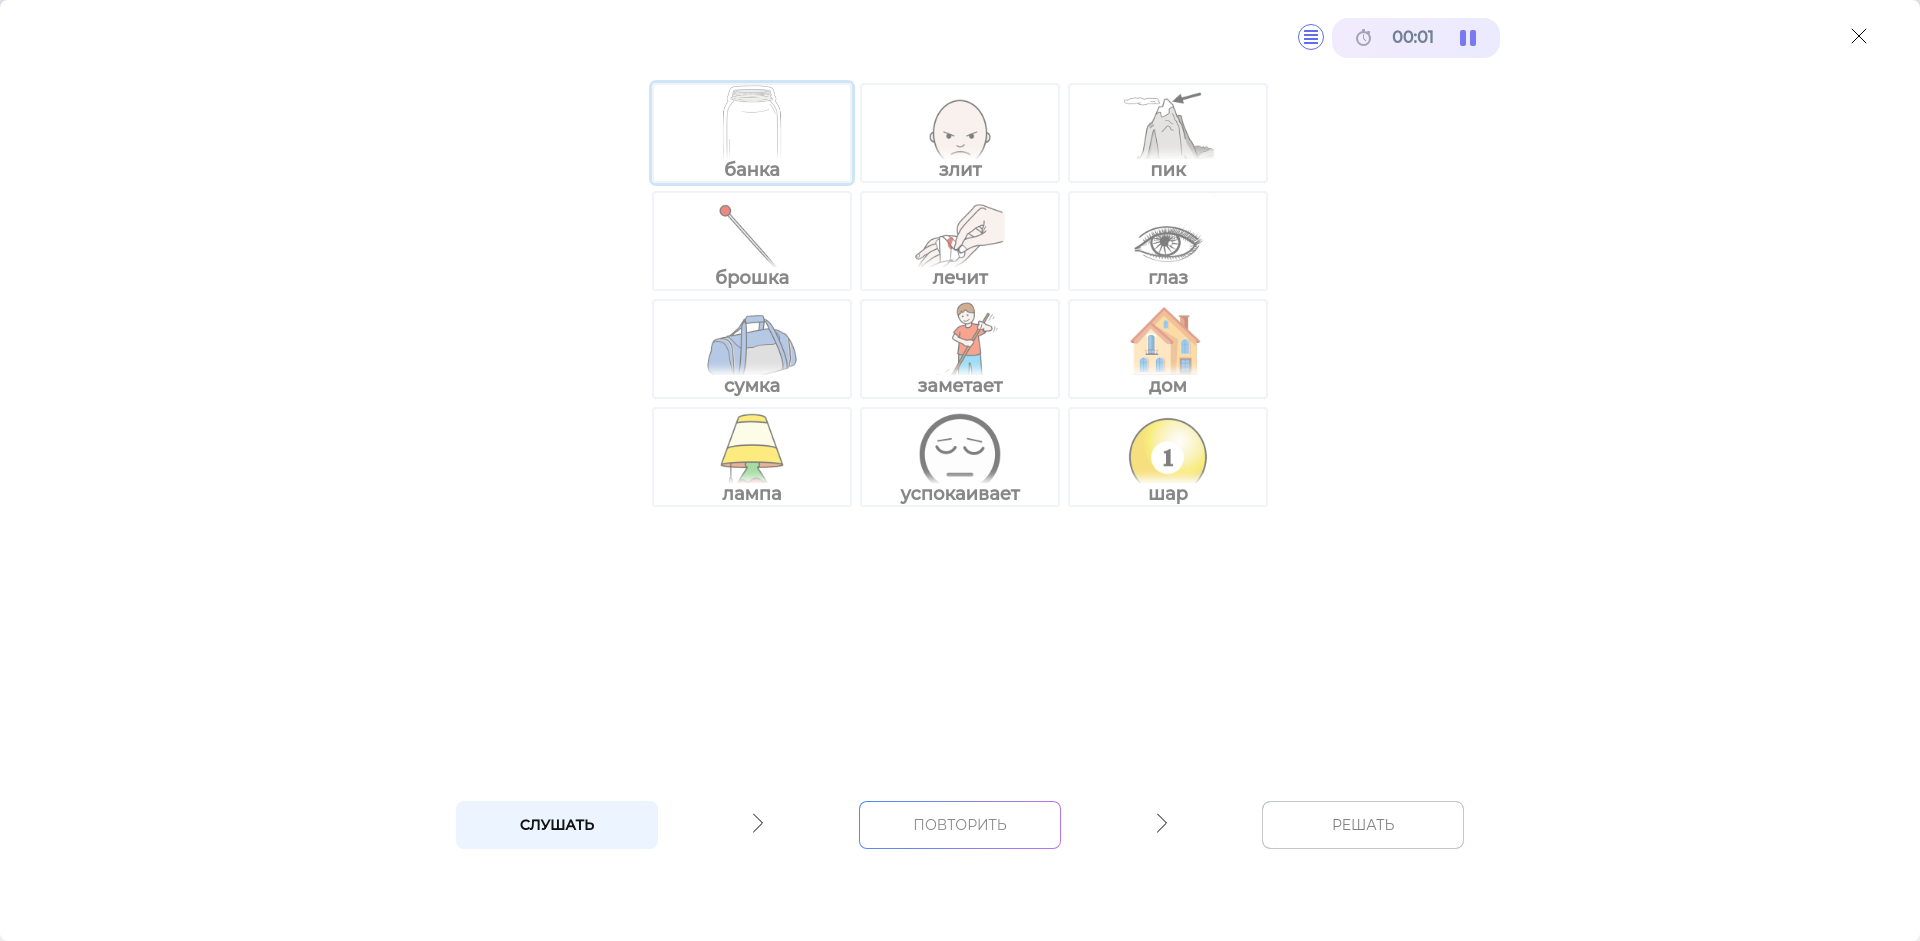 00:01
банка
злит
пик
брошка
лечит
глаз
сумка
заметает
дом
лампа
успокаивает
1
шар
СЛУШАТЬ
ПОВТОРИТЬ
РЕШАТЬ